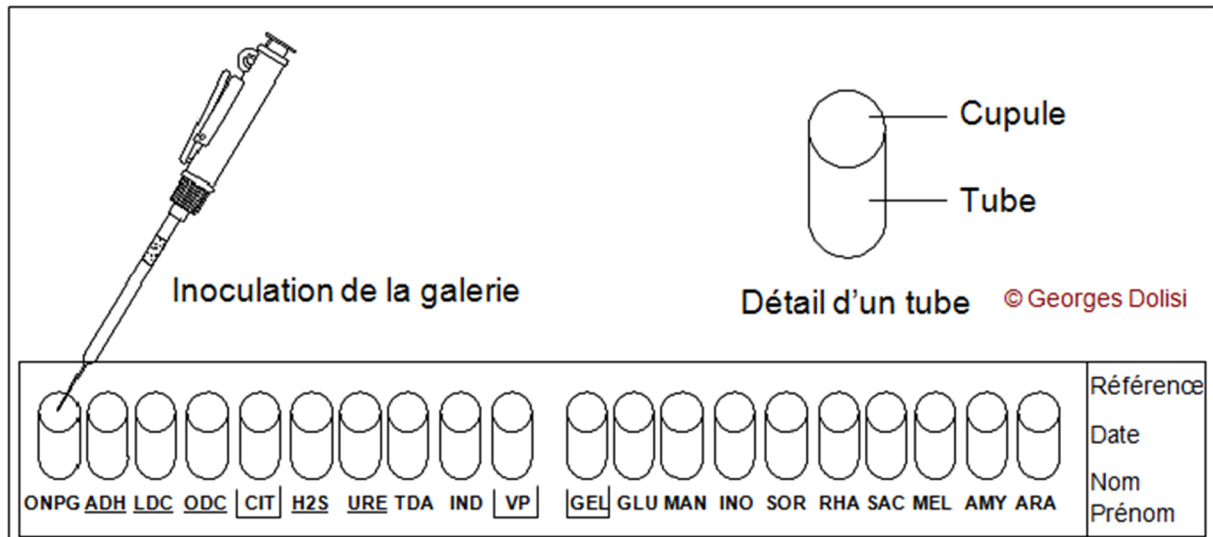 Cupule
Tube
Inoculation de la galerie
Détail d'un tube
© Georges Dolisi
ONPG ADH LDC ODC CIT H2S URE TDA IND VP GEL GLU MAN INO SOR RHA SAC MEL AMY ARA
Référence
Date
Nom
Prénom